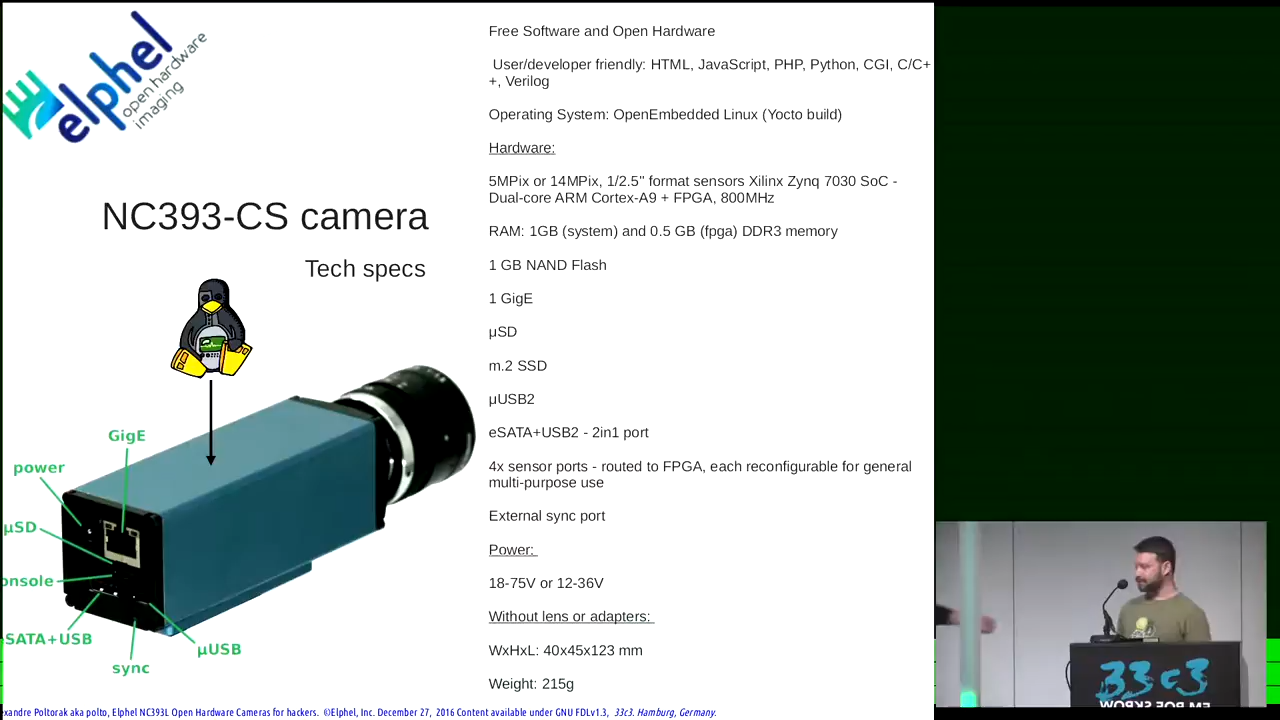 elphel
open hardware
imaging
NC393-CS camera
Tech specs
GigE
power
µSD
onsole
SATA+USB
sync
µUSB
Free Software and Open Hardware
User/developer friendly: HTML, JavaScript, PHP, Python, CGI, C/C+
+, Verilog
Operating System: OpenEmbedded Linux (Yocto build)
Hardware:
5MPix or 14MPix, 1/2.5" format sensors Xilinx Zynq 7030 SoC -
Dual-core ARM Cortex-A9 + FPGA, 800MHz
RAM: 1GB (system) and 0.5 GB (fpga) DDR3 memory
1 GB NAND Flash
1 GigE
µSD
m.2 SSD
µUSB2
eSATA+USB2 - 2in1 port
4x sensor ports - routed to FPGA, each reconfigurable for general
multi-purpose use
External sync port
Power:
18-75V or 12-36V
Without lens or adapters:
WxHxL: 40x45x123 mm
Weight: 215g
exandre Poltorak aka polto, Elphel NC393L Open Hardware Cameras for hackers. ©Elphel, Inc. December 27, 2016 Content available under GNU FDLv1.3, 33c3. Hamburg, Germany.
33c3